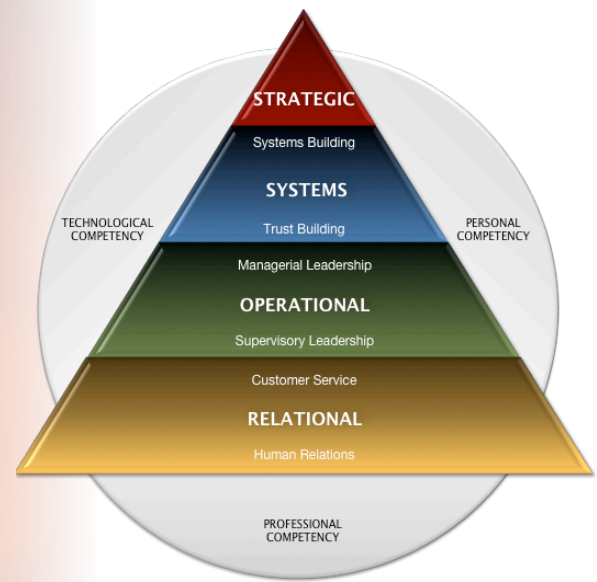 STRATEGIC
Systems Building
SYSTEMS
TECHNOLOGICAL
COMPETENCY
PERSONAL
COMPETENCY
Trust Building
Managerial Leadership
OPERATIONAL
Supervisory Leadership
Customer Service
RELATIONAL
Human Relations
PROFESSIONAL
COMPETENCY